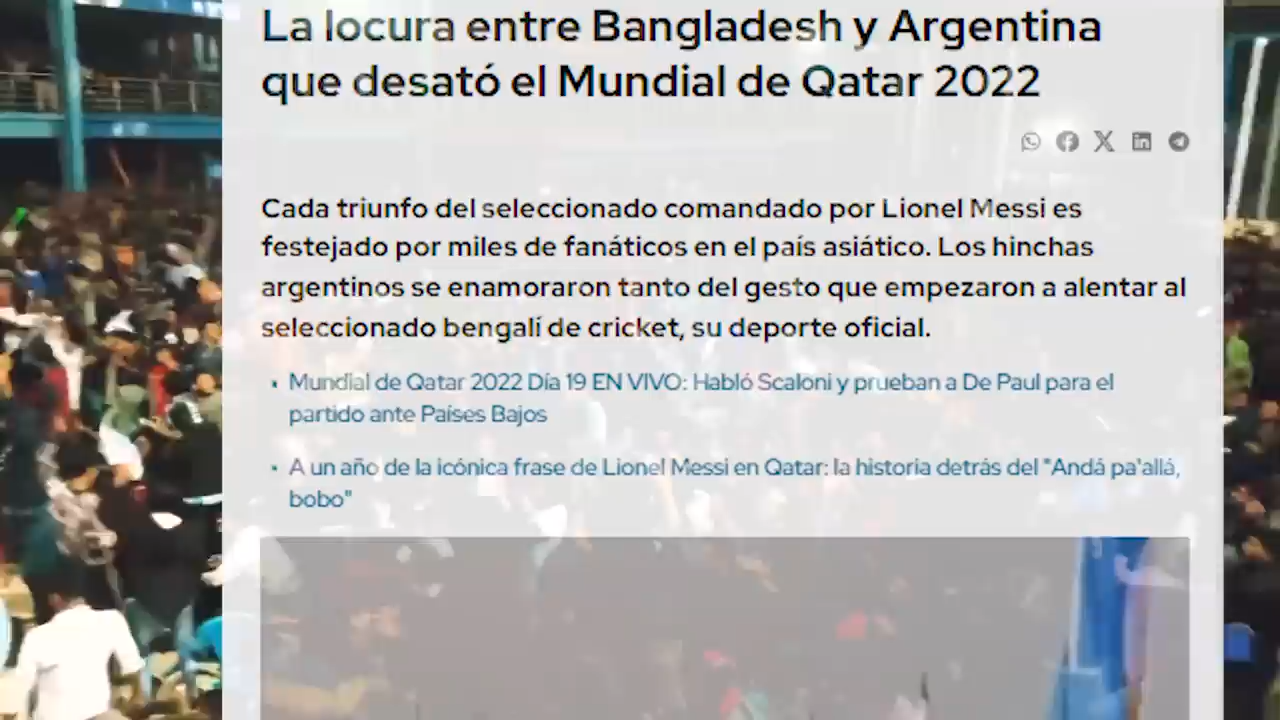 La locura entre Bangladesh y Argentina
que desató el Mundial de Qatar 2022
Cada triunfo del seleccionado comandado por Lionel Messi es
festejado por miles de fanáticos en el país asiático. Los hinchas
argentinos se enamoraron tanto del gesto que empezaron a alentar al
seleccionado bengalí de cricket, su deporte oficial.
Mundial de Qatar 2022 Día 19 EN VIVO: Habló Scaloni y prueban a De Paul para el
partido ante Países Bajos
A un año de la icónica frase de Lionel Messi en Qatar: la historia detrás del "Andá pa'allá,
bobo"